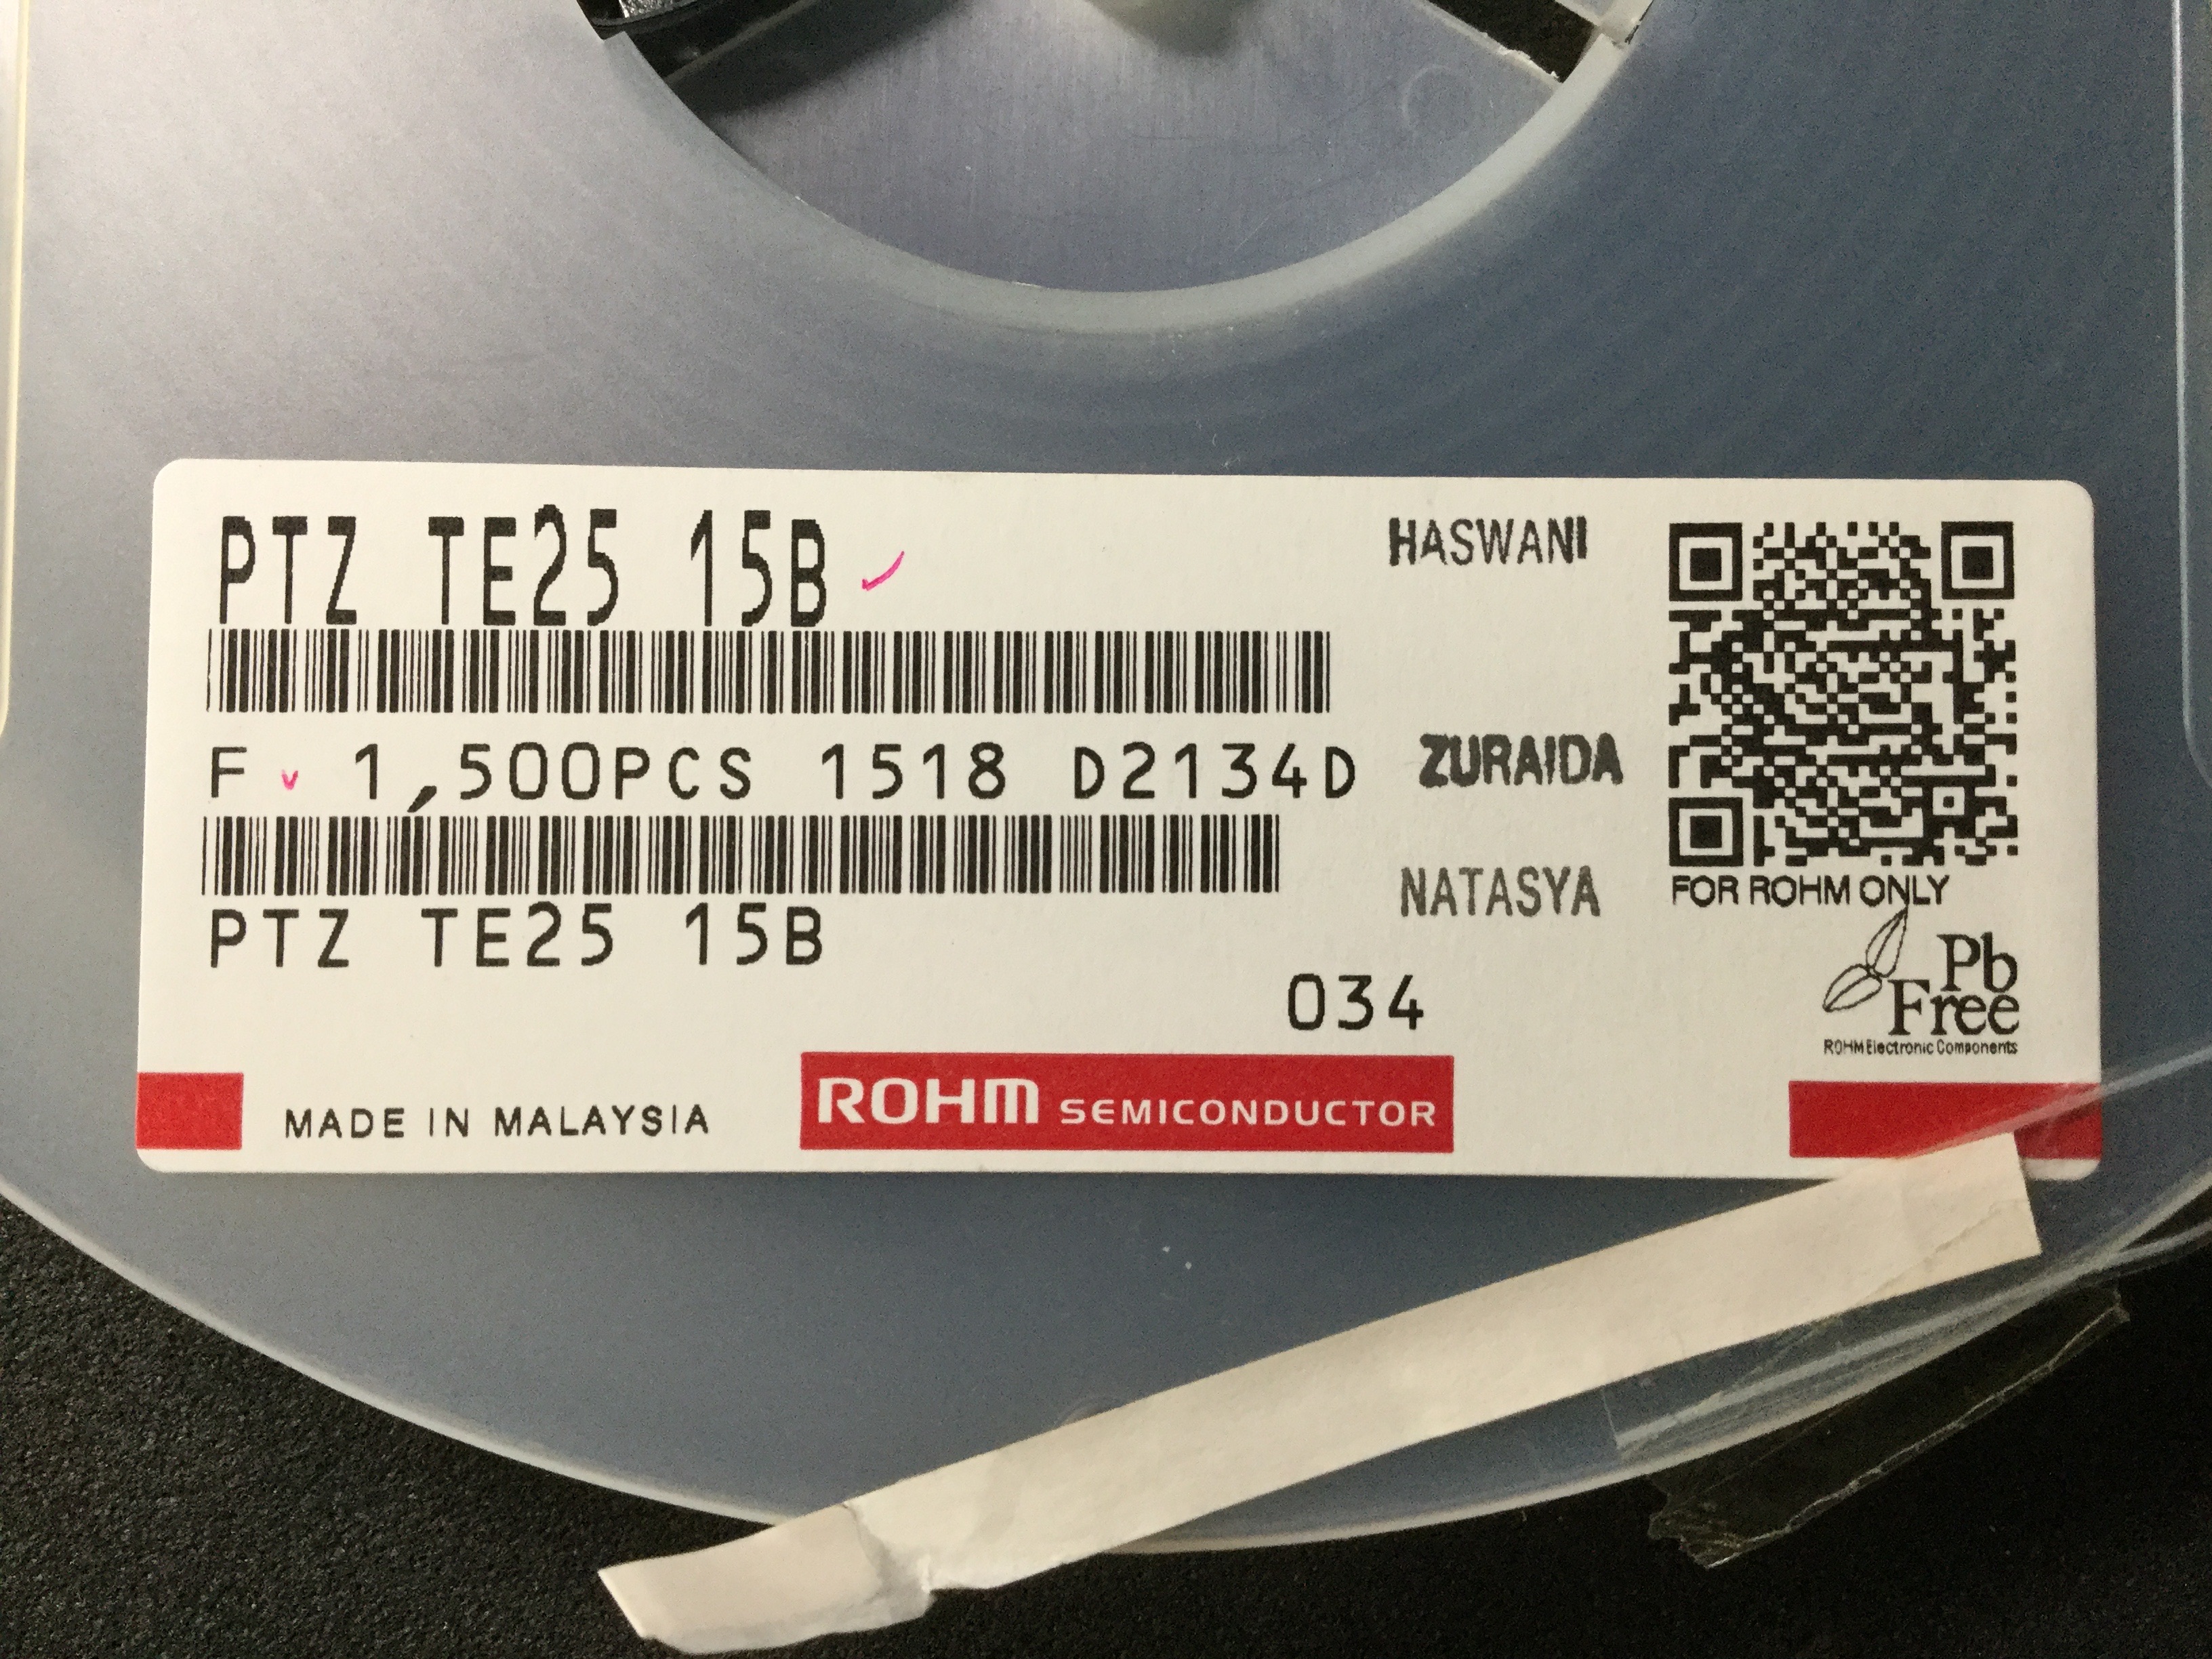 PTZ TE25 15B
HASWANI
F 1,500PCS 1518 D2134D
ZURAIDA
NATASYA
FOR ROHM ONLY
PTZ TE25 15B
Pb
Free
034
ROHM Electronic Components
MADE IN MALAYSIA
ROHM SEMICONDUCTOR